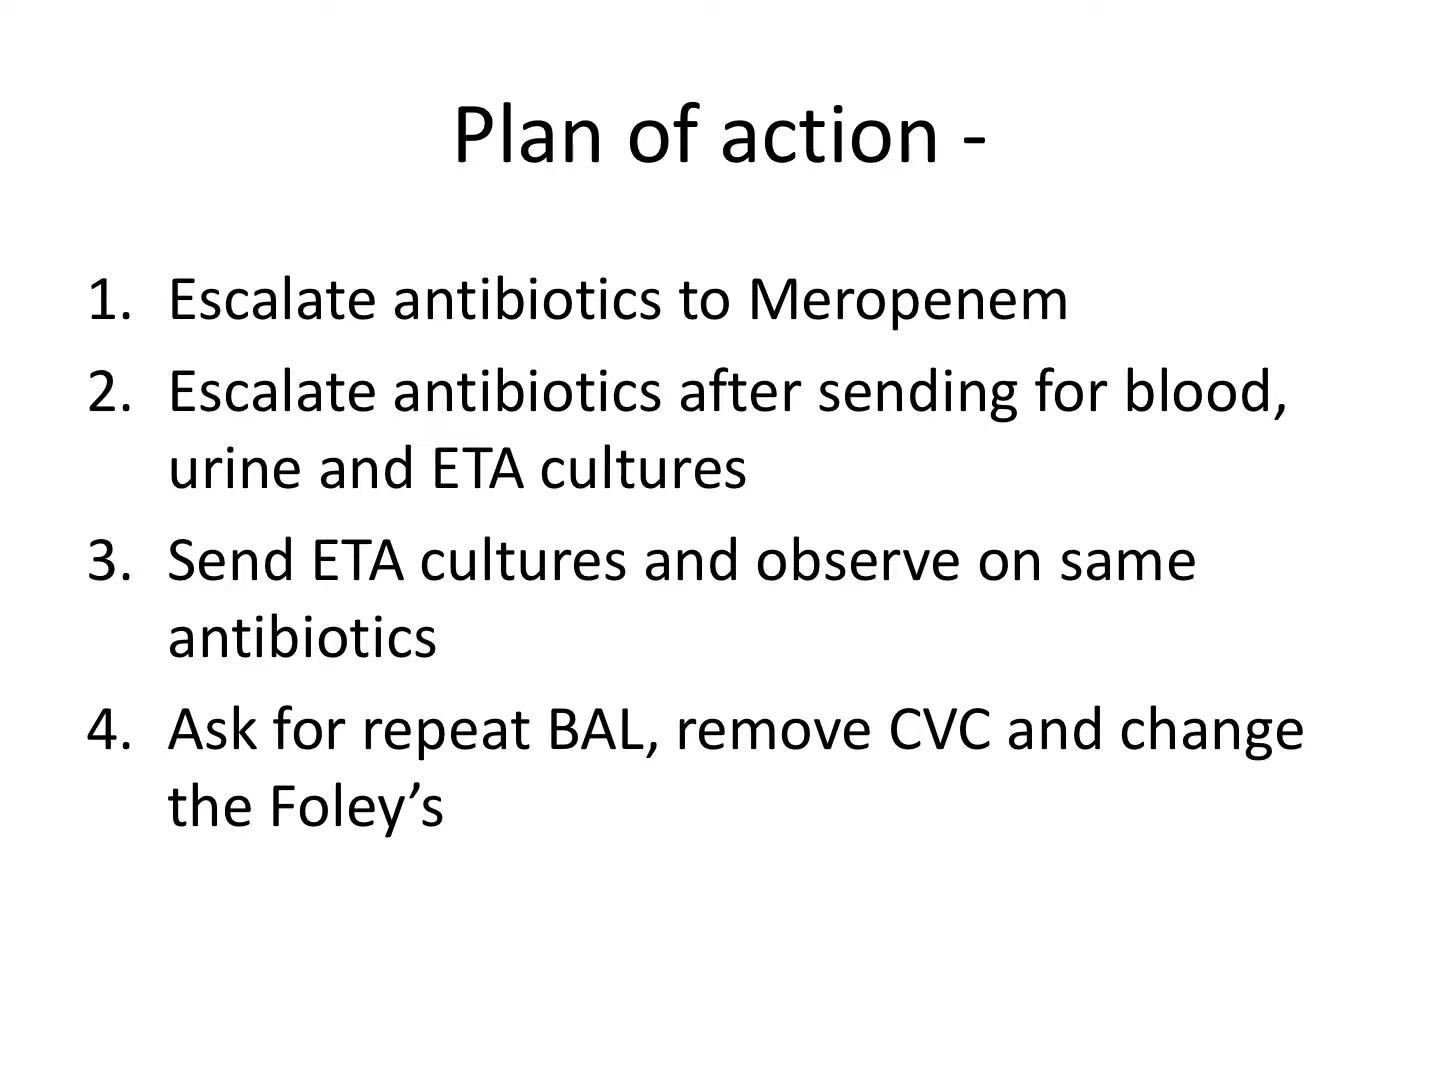 Plan of action -
1. Escalate antibiotics to Meropenem
2. Escalate antibiotics after sending for blood,
urine and ETA cultures
3. Send ETA cultures and observe on same
antibiotics
4. Ask for repeat BAL, remove CVC and change
the Foley’s